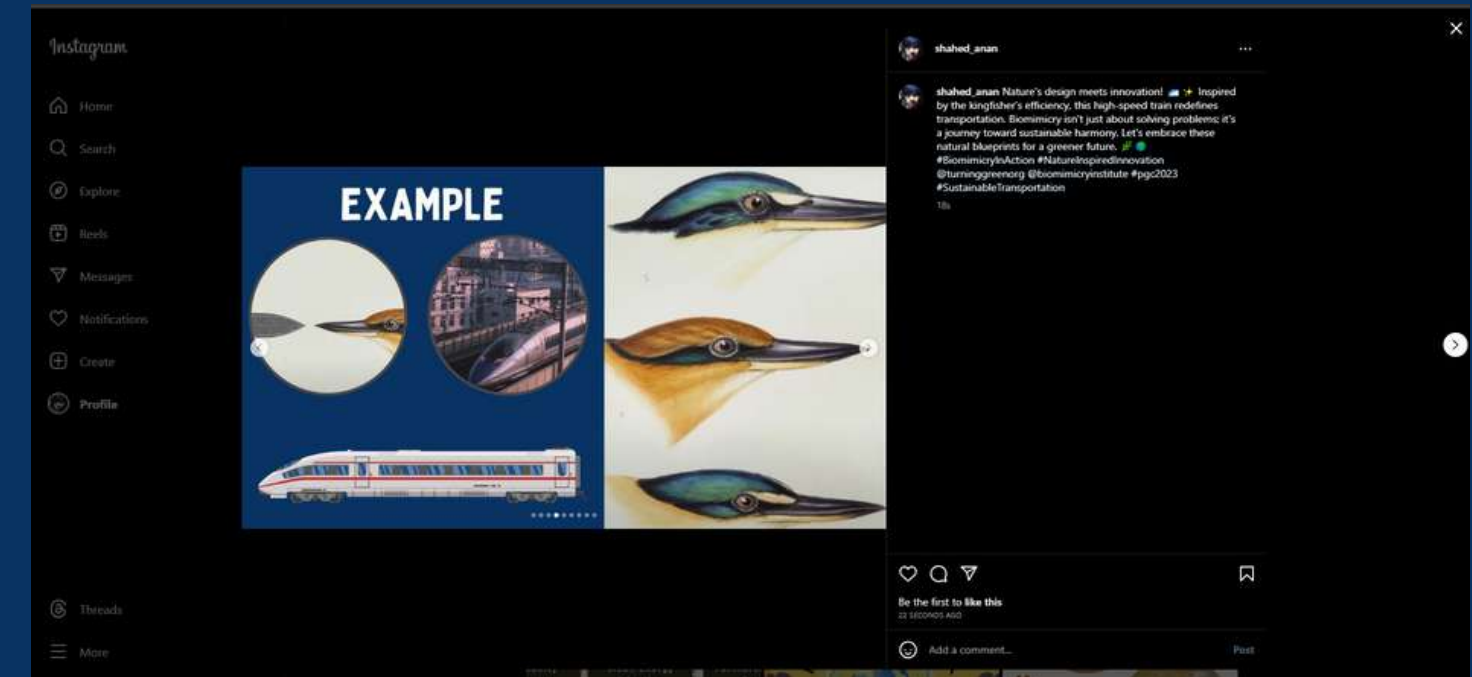 Instagram
Home
Search
Explore
Reels
Messages
Notifications
Create
Profile
Threads
More
EXAMPLE
shahed_anan
shahed_anan Nature's design meets innovation! 🚅 ✨ Inspired
by the kingfisher's efficiency, this high-speed train redefines
transportation. Biomimicry isn't just about solving problems; it's
a journey toward sustainable harmony. Let's embrace these
natural blueprints for a greener future. 🌿 🌍
#BiomimicryInAction #NatureInspiredInnovation
@turninggreenorg @biomimicryinstitute #pgc2023
#SustainableTransportation
18s
Be the first to like this
22 SECONDS AGO
Add a comment...
Post